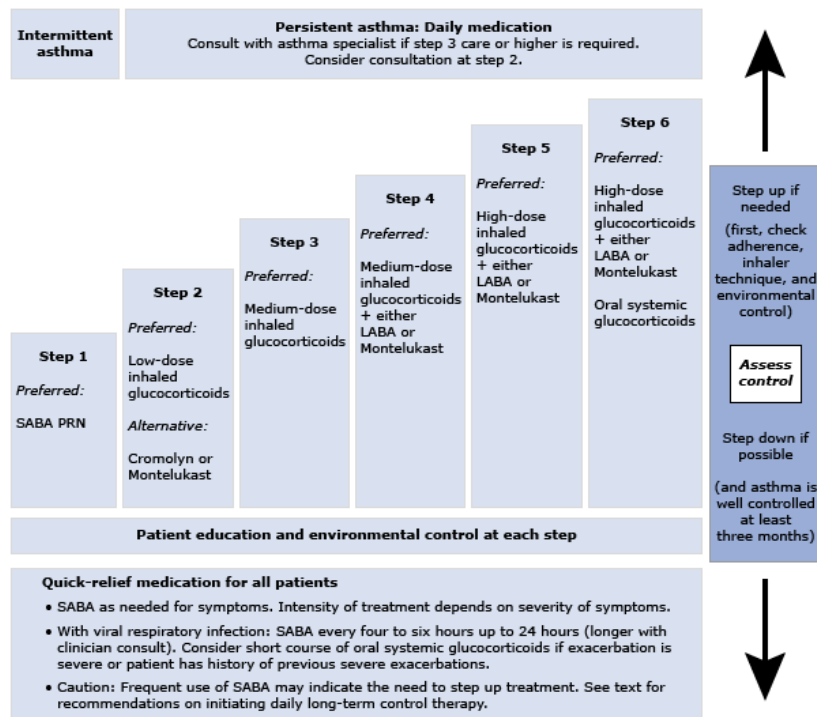 Intermittent
asthma
Persistent asthma: Daily medication
Consult with asthma specialist if step 3 care or higher is required.
Consider consultation at step 2.
Step 1
Preferred:
SABA PRN
Step 2
Preferred:
Low-dose
inhaled
glucocorticoids
Alternative:
Cromolyn or
Montelukast
Step 3
Preferred:
Medium-dose
inhaled
glucocorticoids
Step 4
Preferred:
Medium-dose
inhaled
glucocorticoids
+ either
LABA or
Montelukast
Step 5
Preferred:
High-dose
inhaled
glucocorticoids
+ either
LABA or
Montelukast
Step 6
Preferred:
High-dose
inhaled
glucocorticoids
+ either
LABA or
Montelukast
Oral systemic
glucocorticoids
Step up if
needed
(first, check
adherence,
inhaler
technique, and
environmental
control)
Assess
control
Step down if
possible
(and asthma is
well controlled
at least
three months)
Patient education and environmental control at each step
Quick-relief medication for all patients
• SABA as needed for symptoms. Intensity of treatment depends on severity of symptoms.
• With viral respiratory infection: SABA every four to six hours up to 24 hours (longer with
clinician consult). Consider short course of oral systemic glucocorticoids if exacerbation is
severe or patient has history of previous severe exacerbations.
• Caution: Frequent use of SABA may indicate the need to step up treatment. See text for
recommendations on initiating daily long-term control therapy.